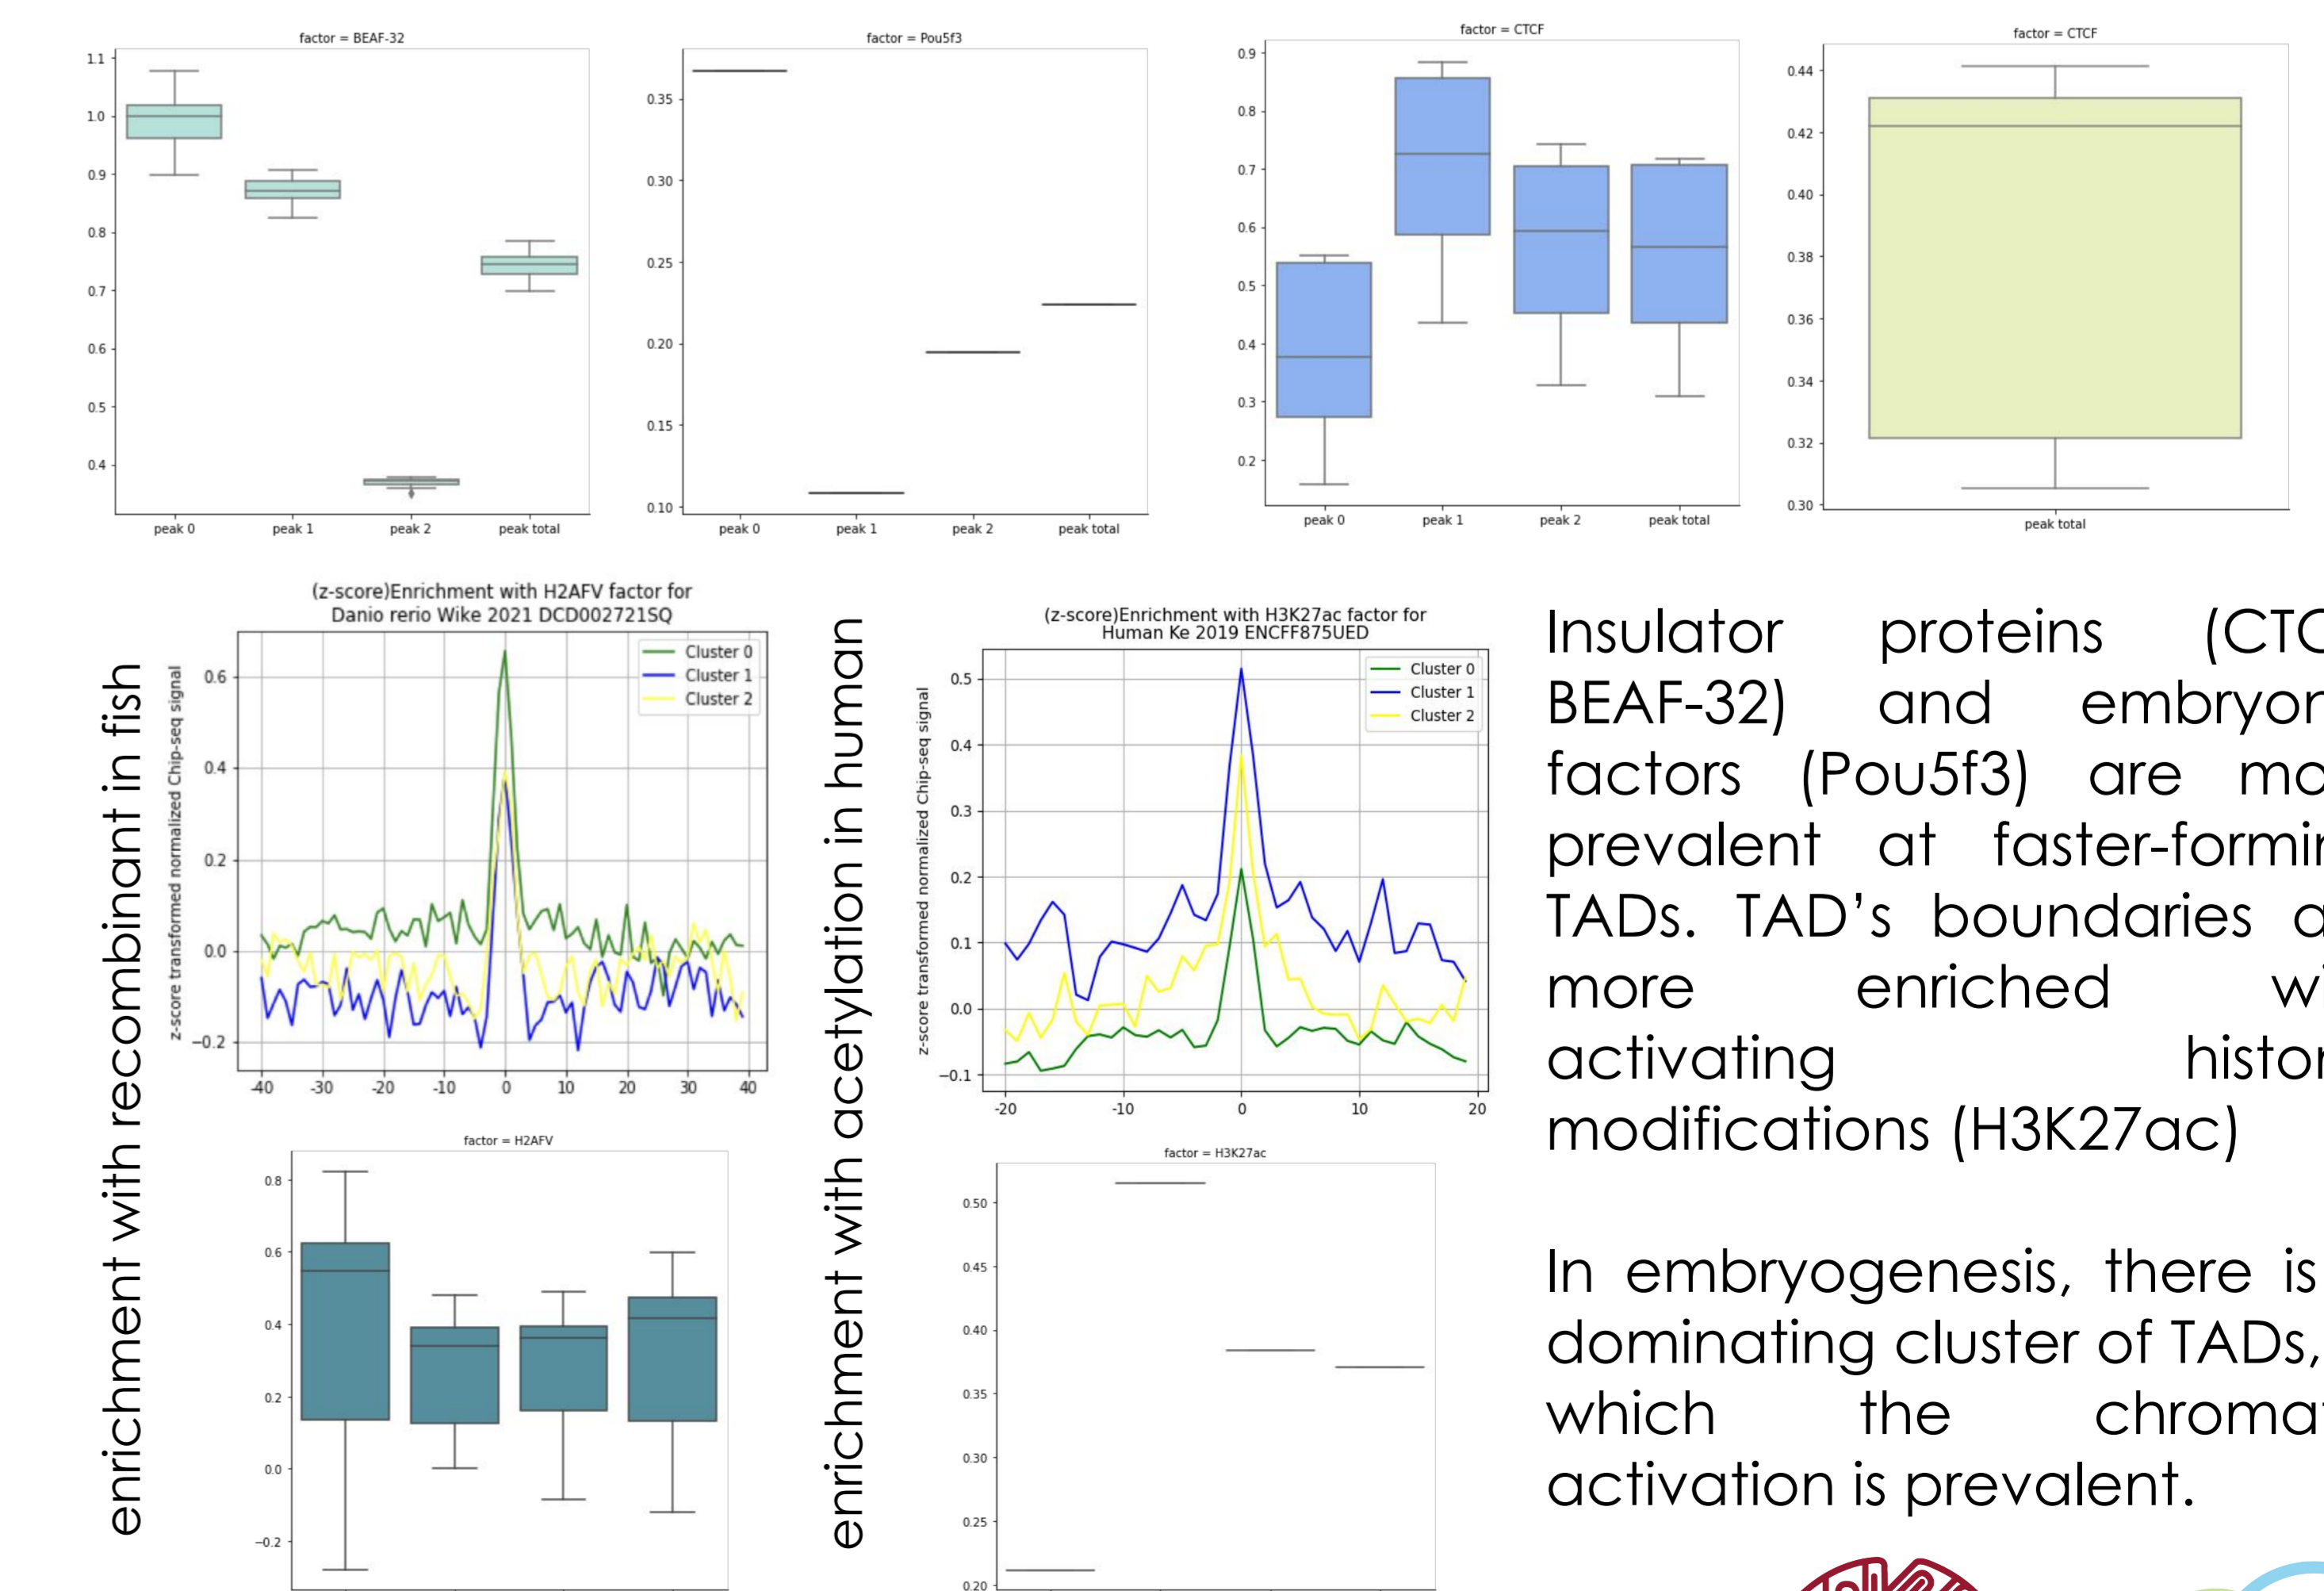 factor = BEAF-32
1.1
1.0
0.9
0.8
0.7
0.6
0.5
0.4
peak 0 peak 1 peak 2 peak total
factor = Pou5f3
0.35
0.30
0.25
0.20
0.15
0.10
peak 0 peak 1 peak 2 peak total
factor = CTCF
0.9
0.8
0.7
0.6
0.5
0.4
0.3
0.2
peak 0 peak 1 peak 2 peak total
factor = CTCF
0.44
0.42
0.40
0.38
0.36
0.34
0.32
0.30
peak total
enrichment with recombinant in fish
(z-score)Enrichment with H2AFV factor for
Danio rerio Wike 2021 DCD002721SQ
z-score transformed normalized Chip-seq signal
Cluster 0
Cluster 1
Cluster 2
0.6
0.4
0.2
0.0
−0.2
-40 -30 -20 -10 0 10 20 30 40
factor = H2AFV
0.8
0.6
0.4
0.2
0.0
−0.2
enrichment with acetylation in human
(z-score)Enrichment with H3K27ac factor for
Human Ke 2019 ENCFF875UED
z-score transformed normalized Chip-seq signal
Cluster 0
Cluster 1
Cluster 2
0.5
0.4
0.3
0.2
0.1
0.0
−0.1
-20 -10 0 10 20
factor = H3K27ac
0.50
0.45
0.40
0.35
0.30
0.25
0.20
Insulator proteins (CTC
BEAF-32) and embryon
factors (Pou5f3) are mo
prevalent at faster-formin
TADs. TAD's boundaries a
more enriched wi
activating histon
modifications (H3K27ac)
In embryogenesis, there is
dominating cluster of TADs,
which the chromat
activation is prevalent.